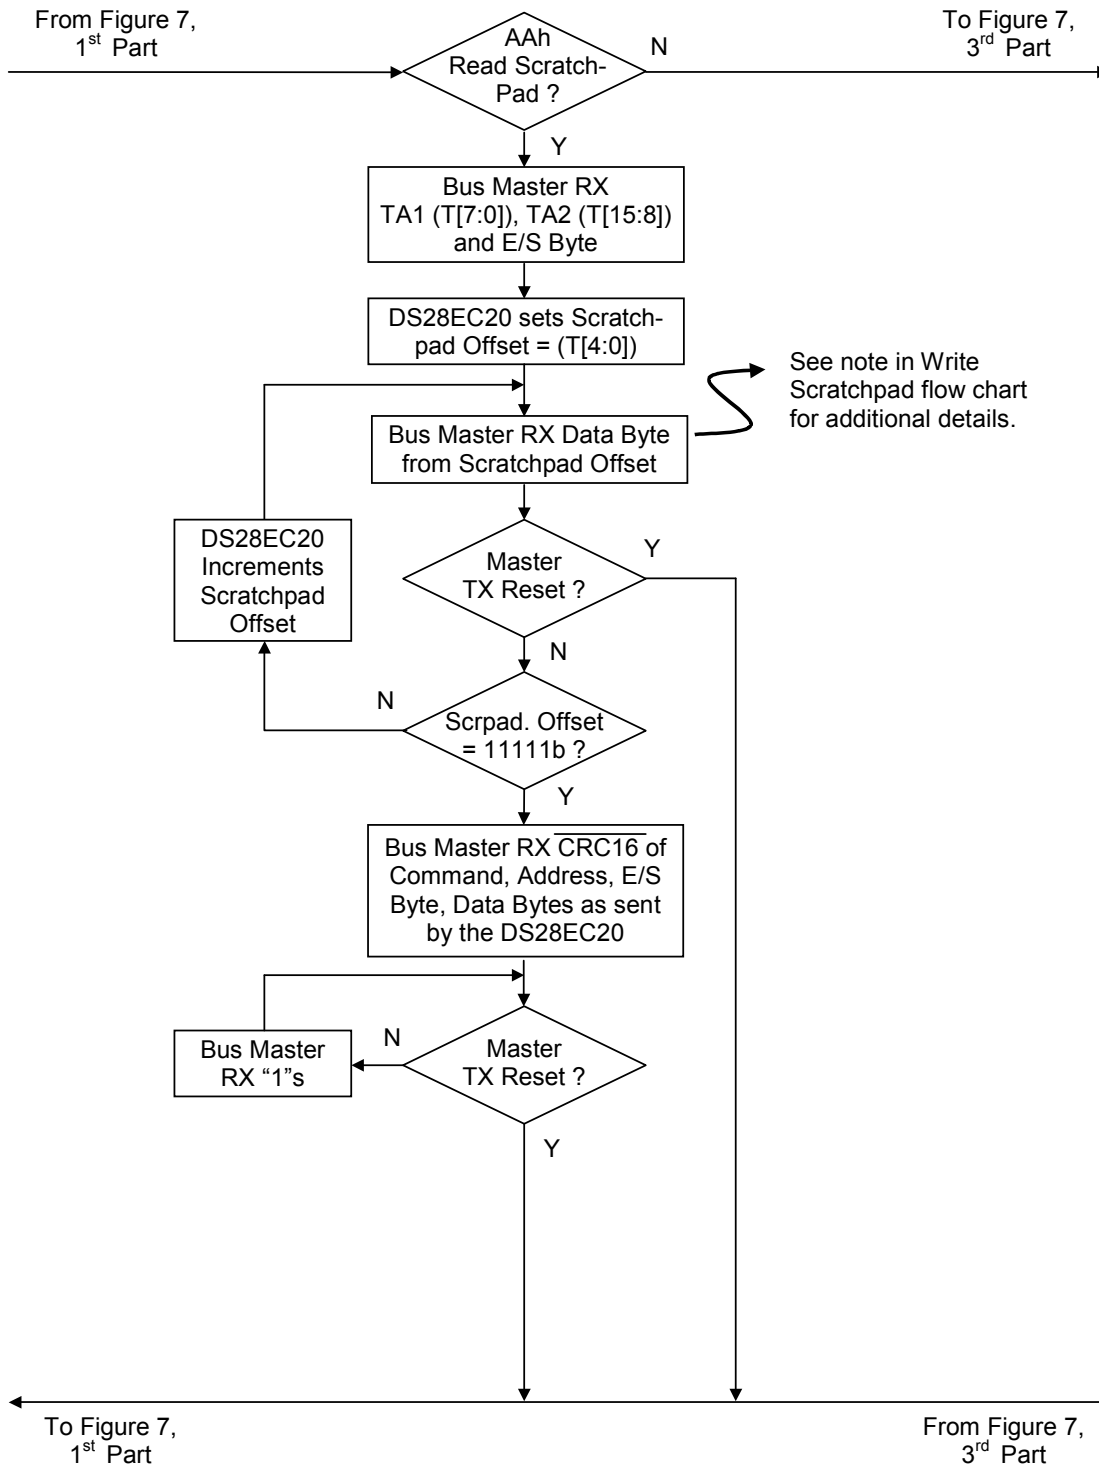 From Figure 7,
1st Part
AAh
Read Scratch-
Pad ?
N
To Figure 7,
3rd Part
Y
Bus Master RX
TA1 (T[7:0]), TA2 (T[15:8])
and E/S Byte
DS28EC20 sets Scratch-
pad Offset = (T[4:0])
See note in Write
Scratchpad flow chart
for additional details.
Bus Master RX Data Byte
from Scratchpad Offset
DS28EC20
Increments
Scratchpad
Offset
Master
TX Reset ?
Y
N
N
Scrpad. Offset
= 11111b ?
Y
Bus Master RX CRC16 of
Command, Address, E/S
Byte, Data Bytes as sent
by the DS28EC20
Bus Master
RX “1”s
N
Master
TX Reset ?
Y
To Figure 7,
1st Part
From Figure 7,
3rd Part